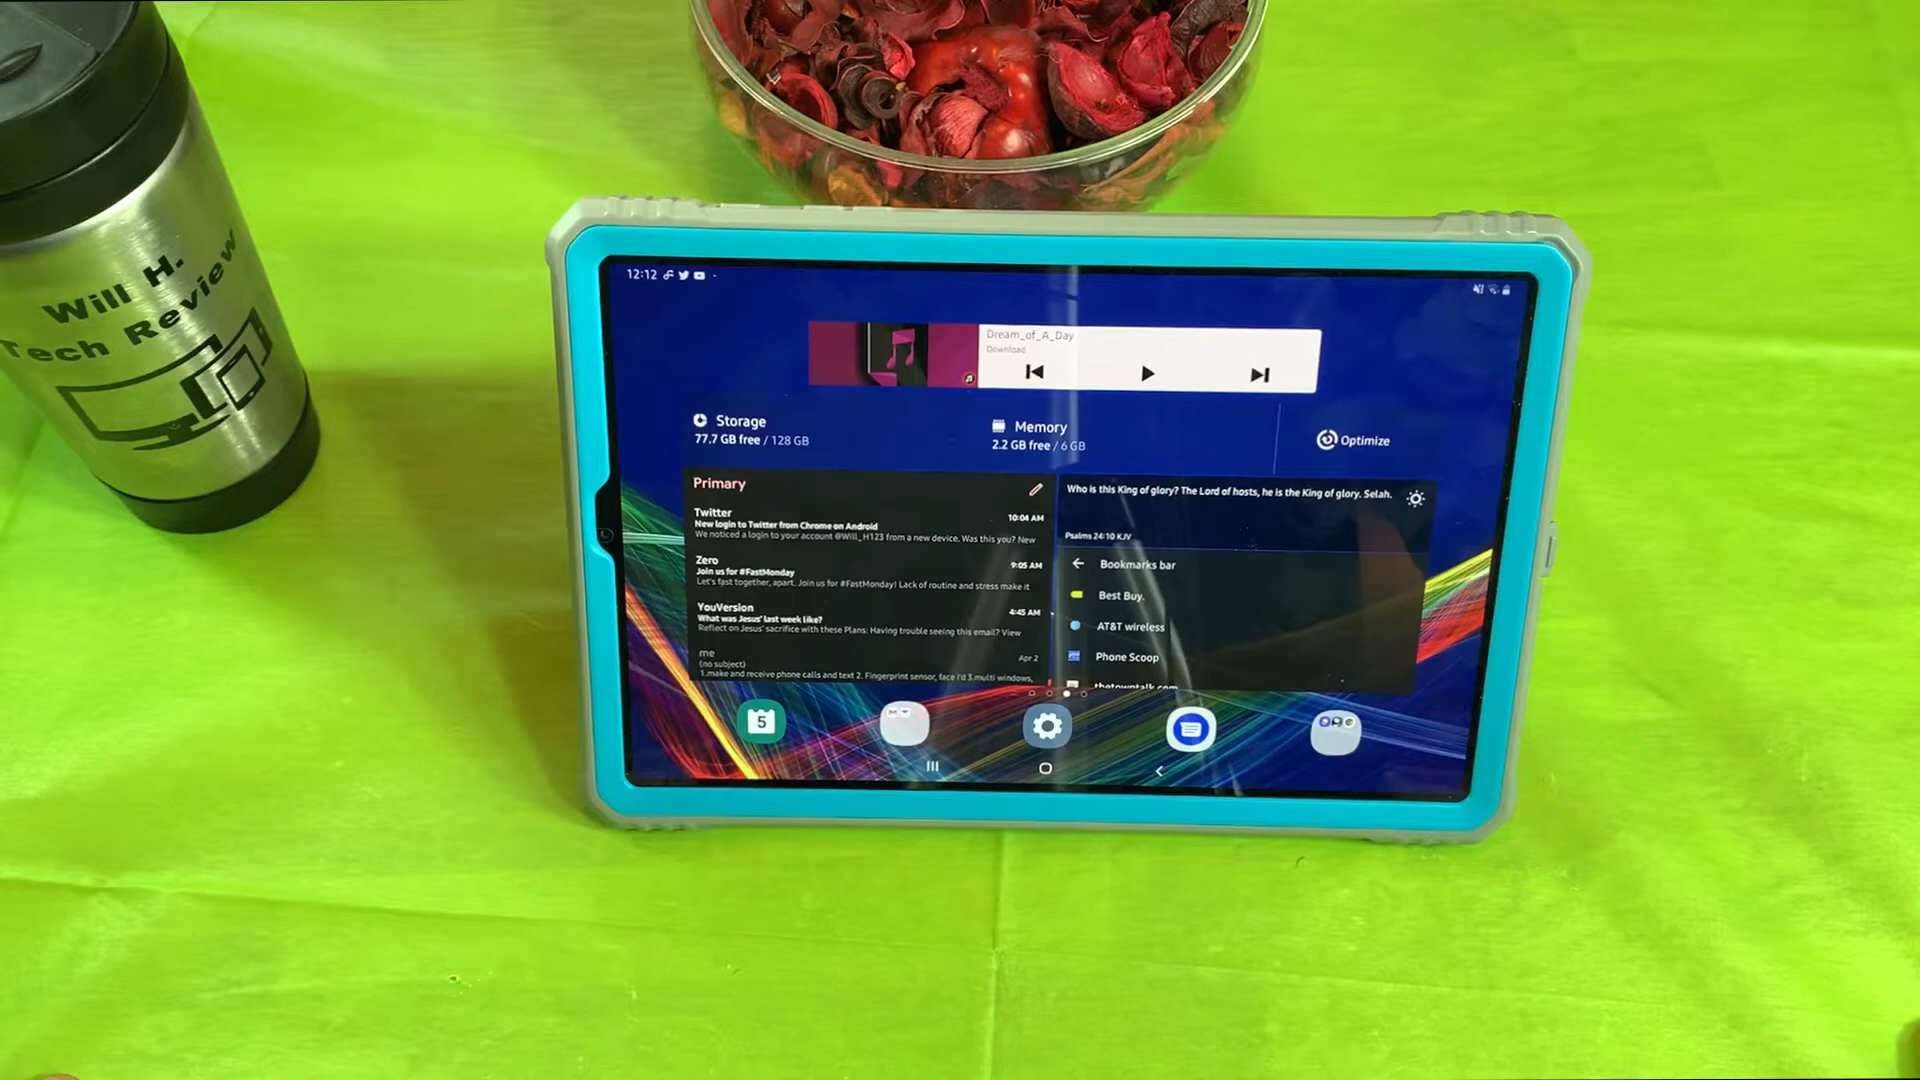 Will H.
Tech Review
12:12
Dream_of_A_Day
Download
Storage
77.7 GB free / 128 GB
Memory
2.2 GB free / 6 GB
Optimize
Primary
Twitter
10:04 AM
New login to Twitter from Chrome on Android
We noticed a login to your account @Will_H123 from a new device. Was this you? New
Zero
9:05 AM
Join us for #FastMonday
Let's fast together, apart. Join us for #FastMonday! Lack of routine and stress make it
YouVersion
4:45 AM
What was Jesus' last week like?
Reflect on Jesus' sacrifice with these Plans: Having trouble seeing this email? View
me
Apr 2
(no subject)
1.make and receive phone calls and text 2. Fingerprint sensor, face I'd 3.multi windows,
Who is this King of glory? The Lord of hosts, he is the King of glory. Selah.
Psalms 24:10 KJV
Bookmarks bar
Best Buy.
AT&T wireless
Phone Scoop
thetowntalk.com
5